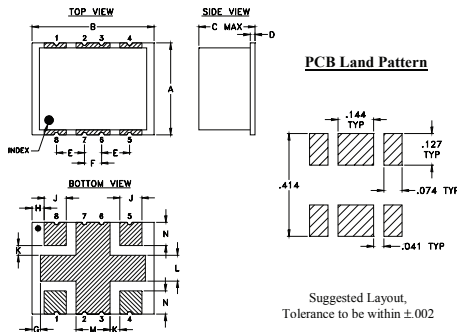 TOP VIEW
B
1 2 3 4
A
INDEX
8 7 6 5
E E
F
SIDE VIEW
C MAX
D
PCB Land Pattern
.144
TYP
.127
TYP
.414
.074 TYP
.041 TYP
Suggested Layout,
Tolerance to be within ±.002
BOTTOM VIEW
H J J
8 7 6 5
N
K
L
N
1 2 3 4
G M K